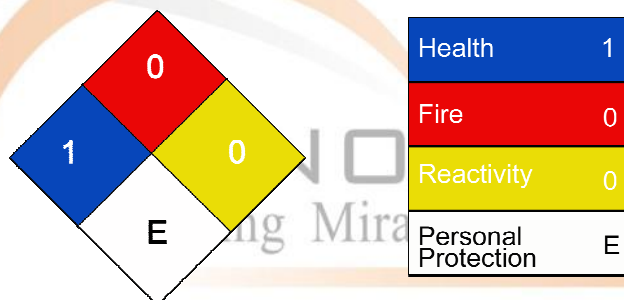 0
1
0
E
Health 1
Fire 0
Reactivity 0
Personal
Protection E